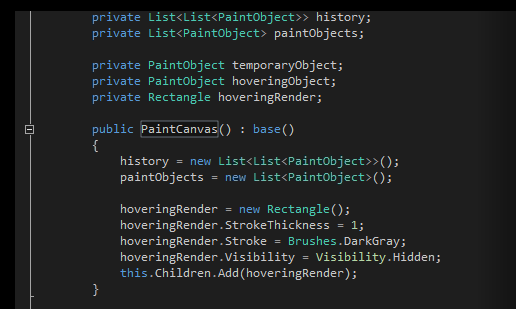 private List<List<PaintObject>> history;
private List<PaintObject> paintObjects;
private PaintObject temporaryObject;
private PaintObject hoveringObject;
private Rectangle hoveringRender;
public PaintCanvas() : base()
{
history = new List<List<PaintObject>>();
paintObjects = new List<PaintObject>();
hoveringRender = new Rectangle();
hoveringRender.StrokeThickness = 1;
hoveringRender.Stroke = Brushes.DarkGray;
hoveringRender.Visibility = Visibility.Hidden;
this.Children.Add(hoveringRender);
}